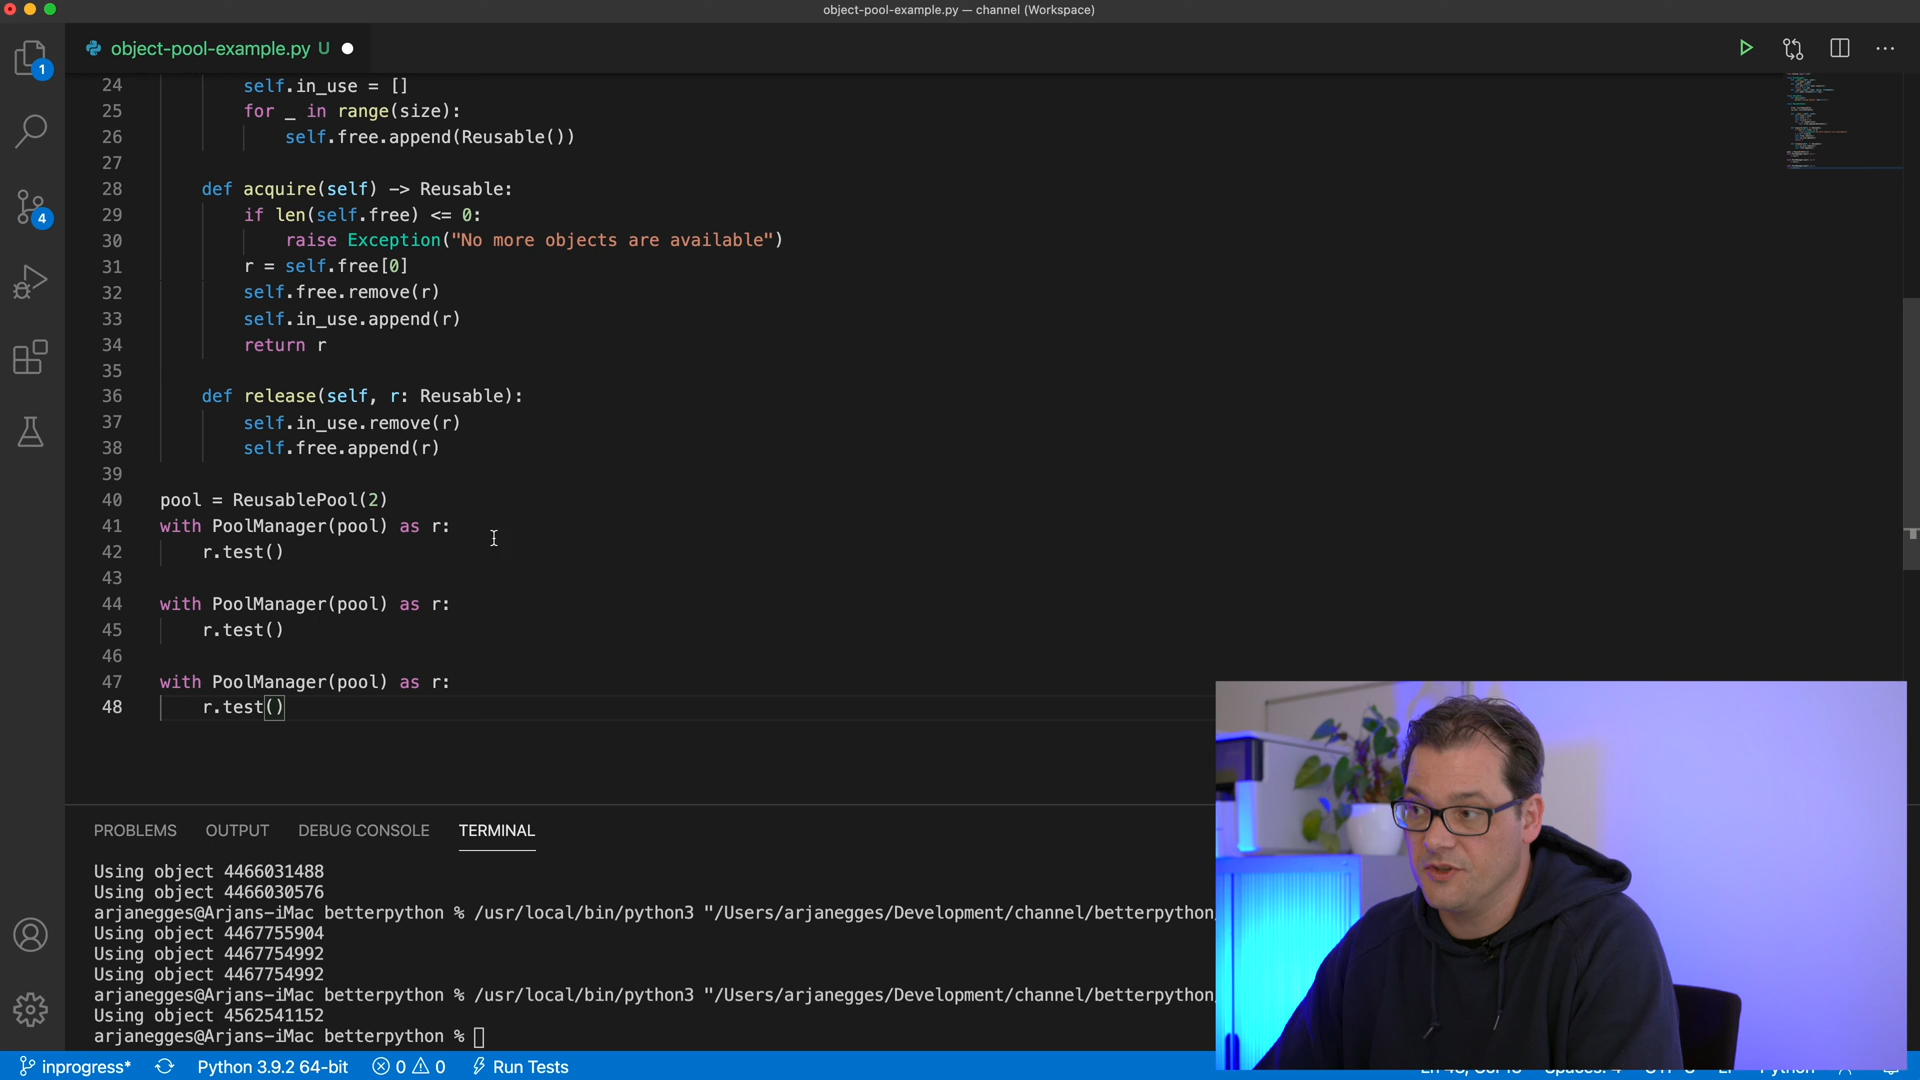 object-pool-example.py — channel (Workspace)
object-pool-example.py U
1
4
24 self.in_use = []
25 for _ in range(size):
26 self.free.append(Reusable())
27
28 def acquire(self) -> Reusable:
29 if len(self.free) <= 0:
30 raise Exception("No more objects are available")
31 r = self.free[0]
32 self.free.remove(r)
33 self.in_use.append(r)
34 return r
35
36 def release(self, r: Reusable):
37 self.in_use.remove(r)
38 self.free.append(r)
39
40 pool = ReusablePool(2)
41 with PoolManager(pool) as r:
42 r.test()
43
44 with PoolManager(pool) as r:
45 r.test()
46
47 with PoolManager(pool) as r:
48 r.test()
PROBLEMS OUTPUT DEBUG CONSOLE TERMINAL
Using object 4466031488
Using object 4466030576
arjanegges@Arjans-iMac betterpython % /usr/local/bin/python3 "/Users/arjanegges/Development/channel/betterpython
Using object 4467755904
Using object 4467754992
Using object 4467754992
arjanegges@Arjans-iMac betterpython % /usr/local/bin/python3 "/Users/arjanegges/Development/channel/betterpython
Using object 4562541152
arjanegges@Arjans-iMac betterpython %
inprogress* Python 3.9.2 64-bit 0 0 Run Tests